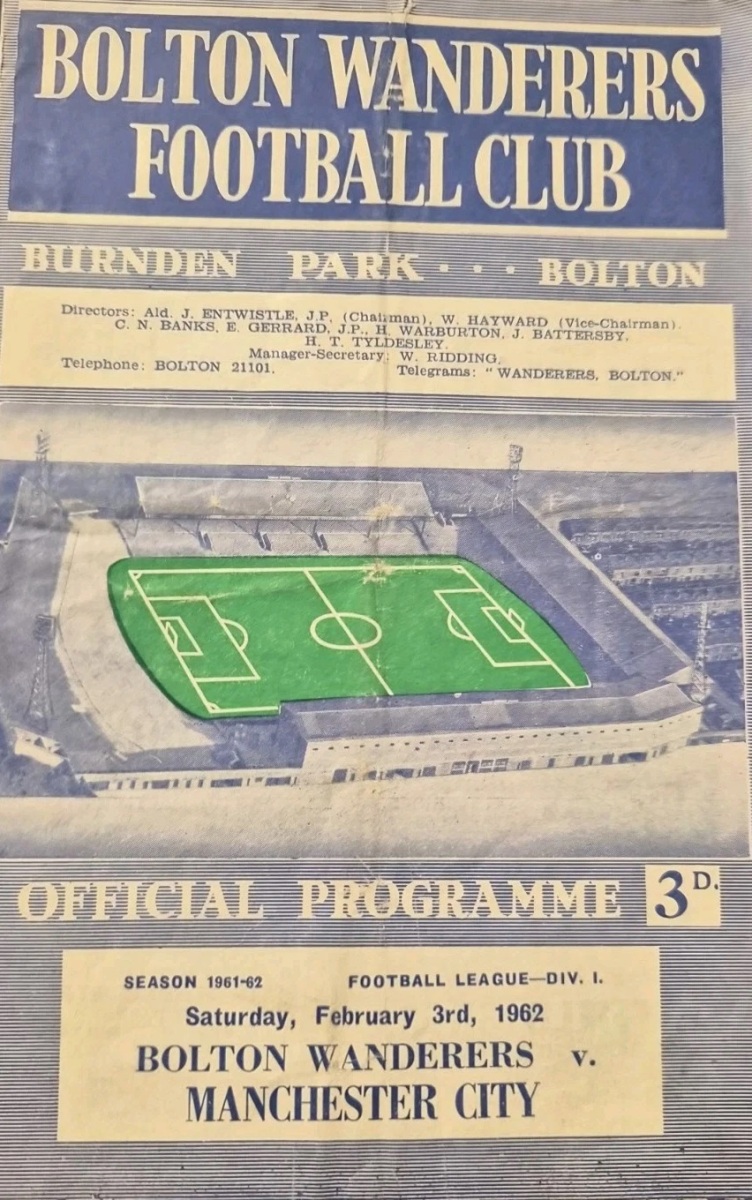 BOLTON WANDERERS
FOOTBALL CLUB
BURNDEN PARK . . . BOLTON
Directors: Ald. J. ENTWISTLE, J.P. (Chairman), W. HAYWARD (Vice-Chairman).
C. N. BANKS, E. GERRARD, J.P., H. WARBURTON, J. BATTERSBY,
H. T. TYLDESLEY.
Manager-Secretary: W. RIDDING,
Telephone: BOLTON 21101. Telegrams: "WANDERERS, BOLTON."
OFFICIAL PROGRAMME 3D.
SEASON 1961-62 FOOTBALL LEAGUE—DIV. I.
Saturday, February 3rd, 1962
BOLTON WANDERERS v.
MANCHESTER CITY